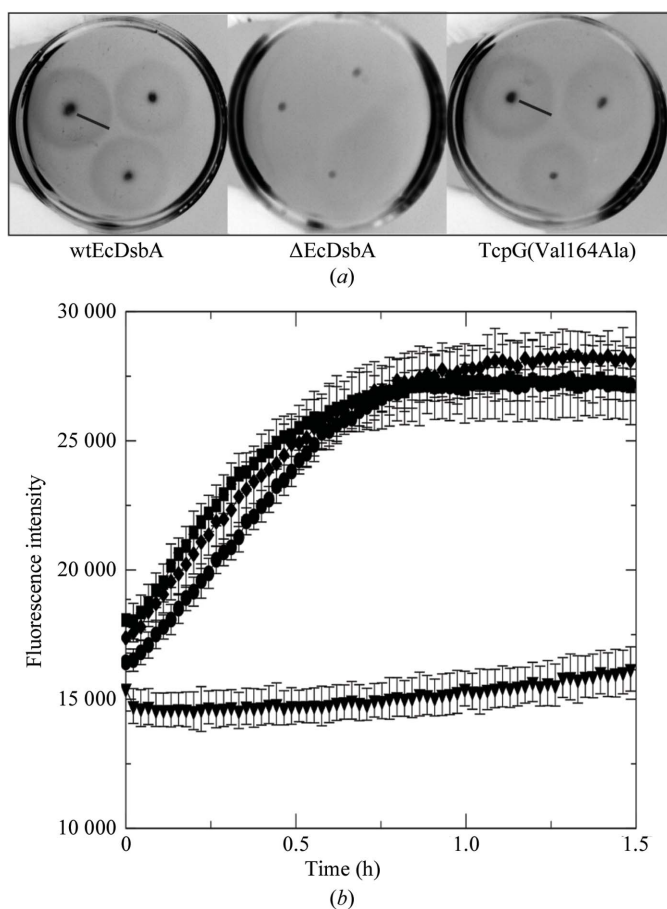 wtEcDsbA ΔEcDsbA TcpG(Val164Ala)
(a)
30 000
25 000
20 000
15 000
10 000
Fluorescence intensity
0 0.5 1.0 1.5
Time (h)
(b)